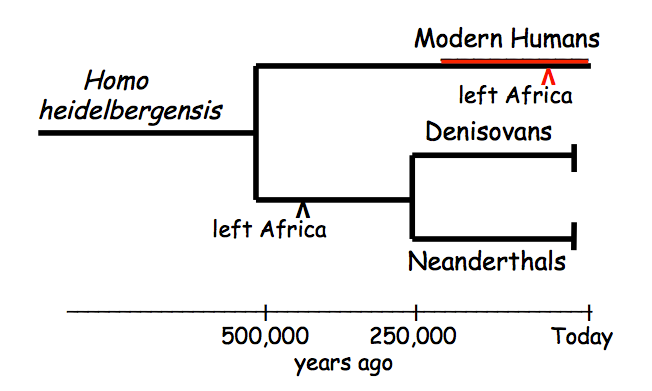 Modern Humans
Homo
heidelbergensis
left Africa
Denisovans
left Africa
Neanderthals
500,000 250,000 Today
years ago